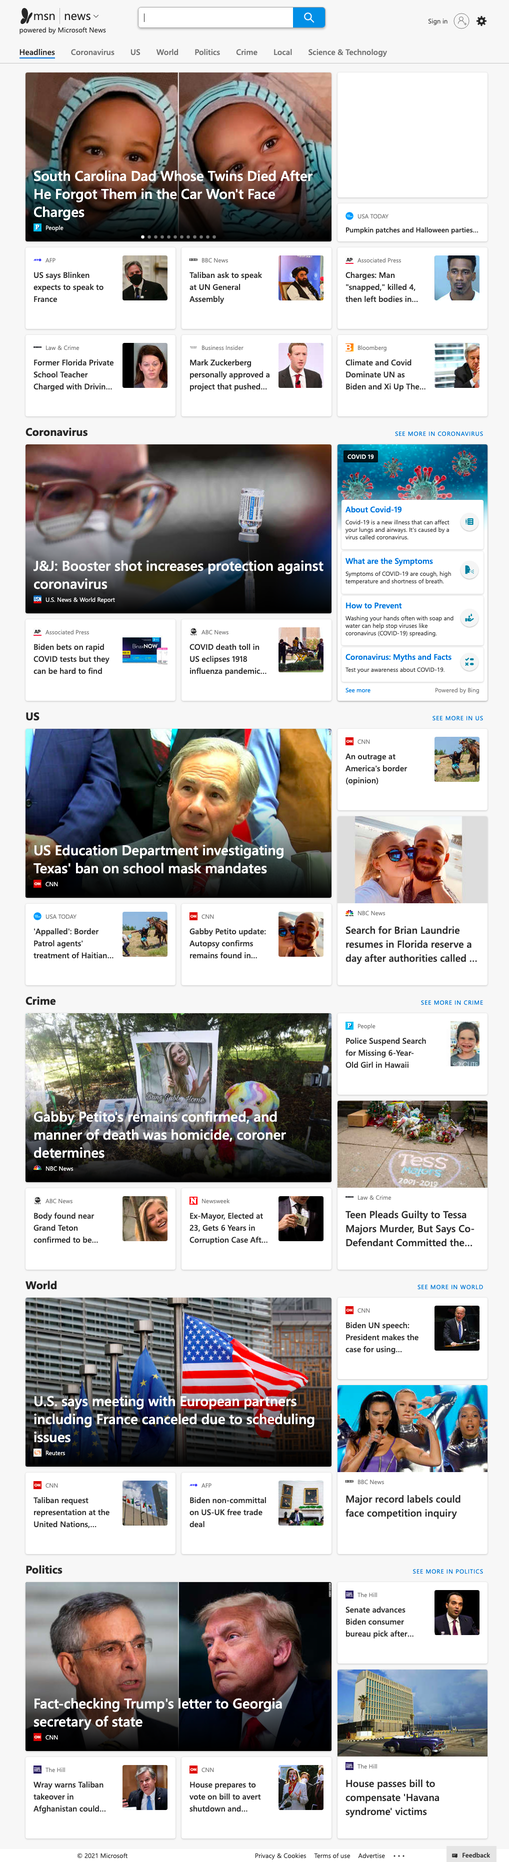 msn news
powered by Microsoft News
Sign in
Headlines Coronavirus US World Politics Crime Local Science & Technology
South Carolina Dad Whose Twins Died After
He Forgot Them in the Car Won't Face
Charges
People
USA TODAY
Pumpkin patches and Halloween parties...
AFP
US says Blinken
expects to speak to
France
BBC News
Taliban ask to speak
at UN General
Assembly
Associated Press
Charges: Man
"snapped," killed 4,
then left bodies in...
Law & Crime
Former Florida Private
School Teacher
Charged with Drivin...
Business Insider
Mark Zuckerberg
personally approved a
project that pushed...
Bloomberg
Climate and Covid
Dominate UN as
Biden and Xi Up The...
Coronavirus
SEE MORE IN CORONAVIRUS
J&J: Booster shot increases protection against
coronavirus
U.S. News & World Report
COVID 19
About Covid-19
Covid-19 is a new illness that can affect
your lungs and airways. It's caused by a
virus called coronavirus.
What are the Symptoms
Symptoms of COVID-19 are cough, high
temperature and shortness of breath.
How to Prevent
Washing your hands often with soap and
water can help stop viruses like
coronavirus (COVID-19) spreading.
Coronavirus: Myths and Facts
Test your awareness about COVID-19.
See more
Powered by Bing
Associated Press
Biden bets on rapid
COVID tests but they
can be hard to find
BinaxNOW
ABC News
COVID death toll in
US eclipses 1918
influenza pandemic...
US
SEE MORE IN US
US Education Department investigating
Texas' ban on school mask mandates
CNN
CNN
An outrage at
America's border
(opinion)
USA TODAY
'Appalled': Border
Patrol agents'
treatment of Haitian...
CNN
Gabby Petito update:
Autopsy confirms
remains found in...
NBC News
Search for Brian Laundrie
resumes in Florida reserve a
day after authorities called ...
Crime
SEE MORE IN CRIME
Gabby Petito's remains confirmed, and
manner of death was homicide, coroner
determines
NBC News
People
Police Suspend Search
for Missing 6-Year-
Old Girl in Hawaii
ABC News
Body found near
Grand Teton
confirmed to be...
Newsweek
Ex-Mayor, Elected at
23, Gets 6 Years in
Corruption Case Aft...
TESS
MAJORS
2001-2019
Law & Crime
Teen Pleads Guilty to Tessa
Majors Murder, But Says Co-
Defendant Committed the...
World
SEE MORE IN WORLD
U.S. says meeting with European partners
including France canceled due to scheduling
issues
Reuters
CNN
Biden UN speech:
President makes the
case for using...
CNN
Taliban request
representation at the
United Nations,...
AFP
Biden non-committal
on US-UK free trade
deal
BBC News
Major record labels could
face competition inquiry
Politics
SEE MORE IN POLITICS
Fact-checking Trump's letter to Georgia
secretary of state
CNN
The Hill
Senate advances
Biden consumer
bureau pick after...
The Hill
Wray warns Taliban
takeover in
Afghanistan could...
CNN
House prepares to
vote on bill to avert
shutdown and...
The Hill
House passes bill to
compensate 'Havana
syndrome' victims
© 2021 Microsoft
Privacy & Cookies Terms of use Advertise ...
Feedback